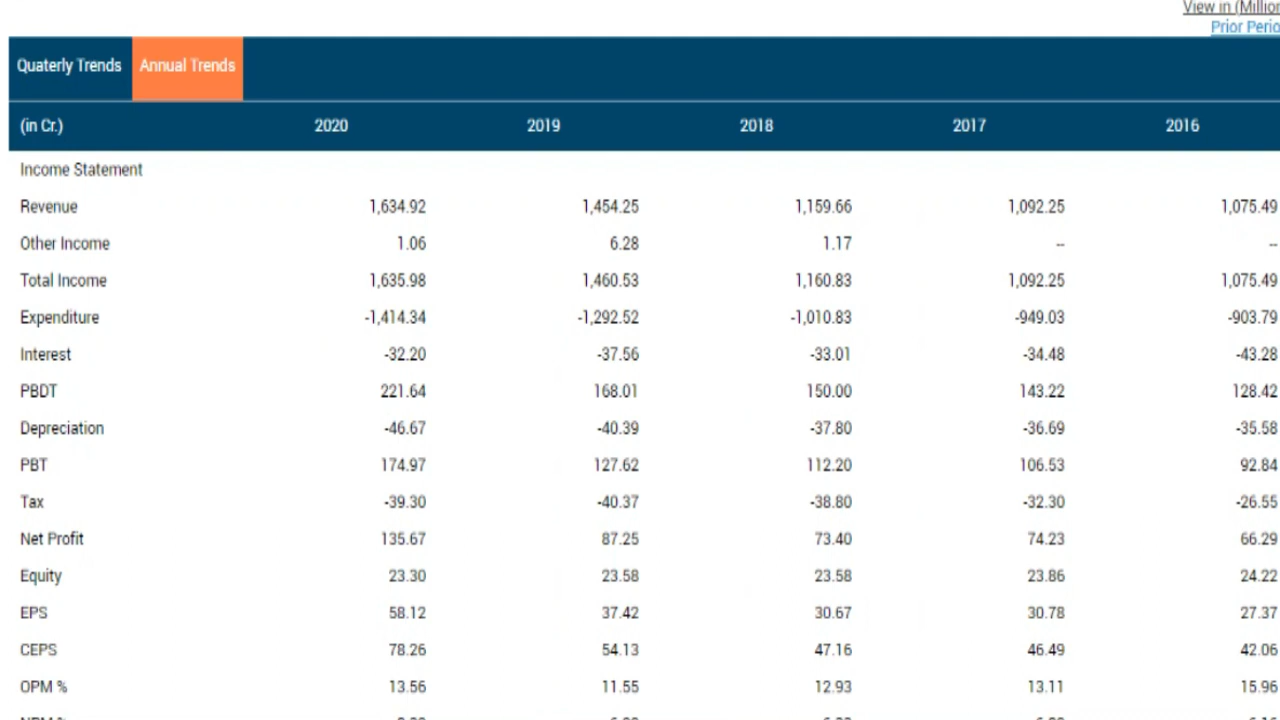 View in (Million
Prior Perio
Quaterly Trends Annual Trends
(in Cr.) 2020 2019 2018 2017 2016
Income Statement
Revenue 1,634.92 1,454.25 1,159.66 1,092.25 1,075.49
Other Income 1.06 6.28 1.17 -- --
Total Income 1,635.98 1,460.53 1,160.83 1,092.25 1,075.49
Expenditure -1,414.34 -1,292.52 -1,010.83 -949.03 -903.79
Interest -32.20 -37.56 -33.01 -34.48 -43.28
PBDT 221.64 168.01 150.00 143.22 128.42
Depreciation -46.67 -40.39 -37.80 -36.69 -35.58
PBT 174.97 127.62 112.20 106.53 92.84
Tax -39.30 -40.37 -38.80 -32.30 -26.55
Net Profit 135.67 87.25 73.40 74.23 66.29
Equity 23.30 23.58 23.58 23.86 24.22
EPS 58.12 37.42 30.67 30.78 27.37
CEPS 78.26 54.13 47.16 46.49 42.06
OPM % 13.56 11.55 12.93 13.11 15.96